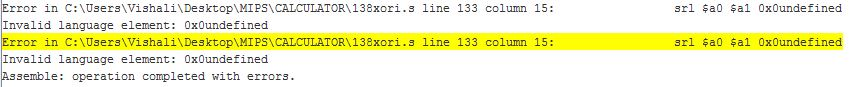 Error in C:\Users\Vishali\Desktop\MIPS\CALCULATOR\138xori.s line 133 column 15: srl $a0 $a1 0x0undefined
Invalid language element: 0x0undefined
Error in C:\Users\Vishali\Desktop\MIPS\CALCULATOR\138xori.s line 133 column 15: srl $a0 $a1 0x0undefined
Invalid language element: 0x0undefined
Assemble: operation completed with errors.